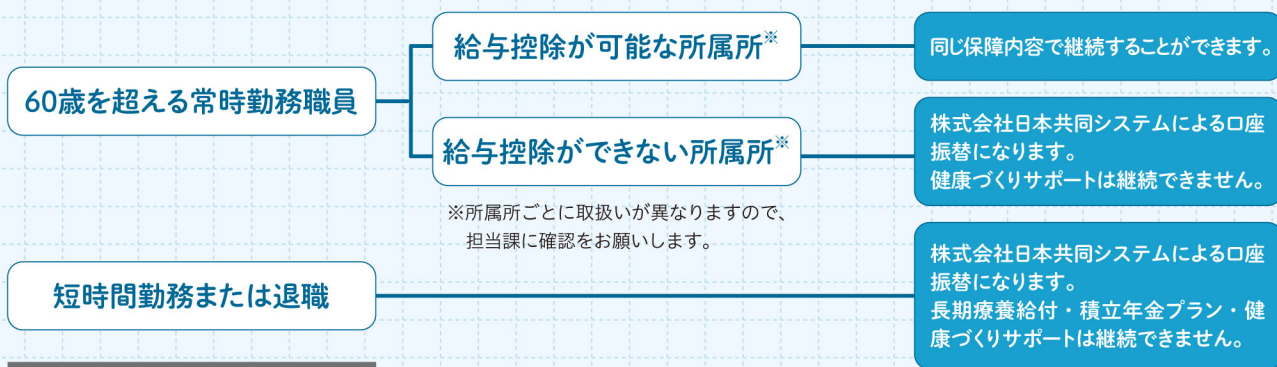 60歳を超える常時勤務職員
給与控除が可能な所属所※
同じ保障内容で継続することができます。
給与控除ができない所属所※
株式会社日本共同システムによる口座
振替になります。
健康づくりサポートは継続できません。
※所属所ごとに取扱いが異なりますので、
担当課に確認をお願いします。
短時間勤務または退職
株式会社日本共同システムによる口座
振替になります。
長期療養給付・積立年金プラン・健
康づくりサポートは継続できません。